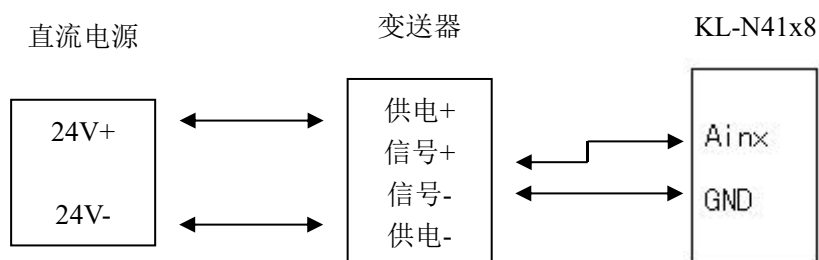 直流电源
变送器
KL-N41x8
24V+
24V-
供电+
信号+
信号-
供电-
Ainx
GND